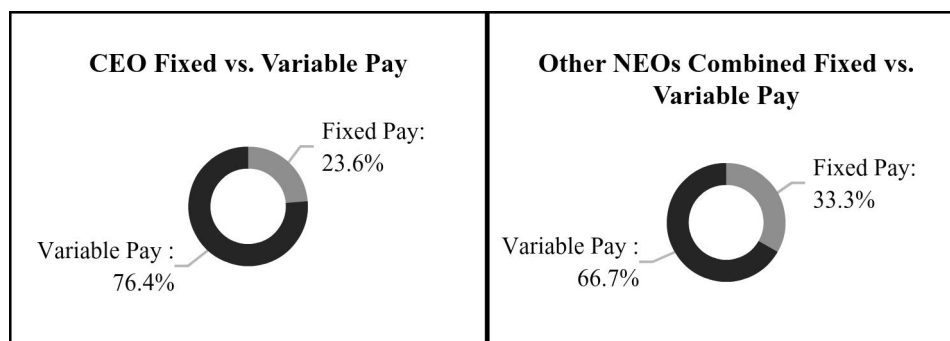 CEO Fixed vs. Variable Pay
Fixed Pay:
23.6%
Variable Pay :
76.4%
Other NEOs Combined Fixed vs.
Variable Pay
Fixed Pay:
33.3%
Variable Pay :
66.7%